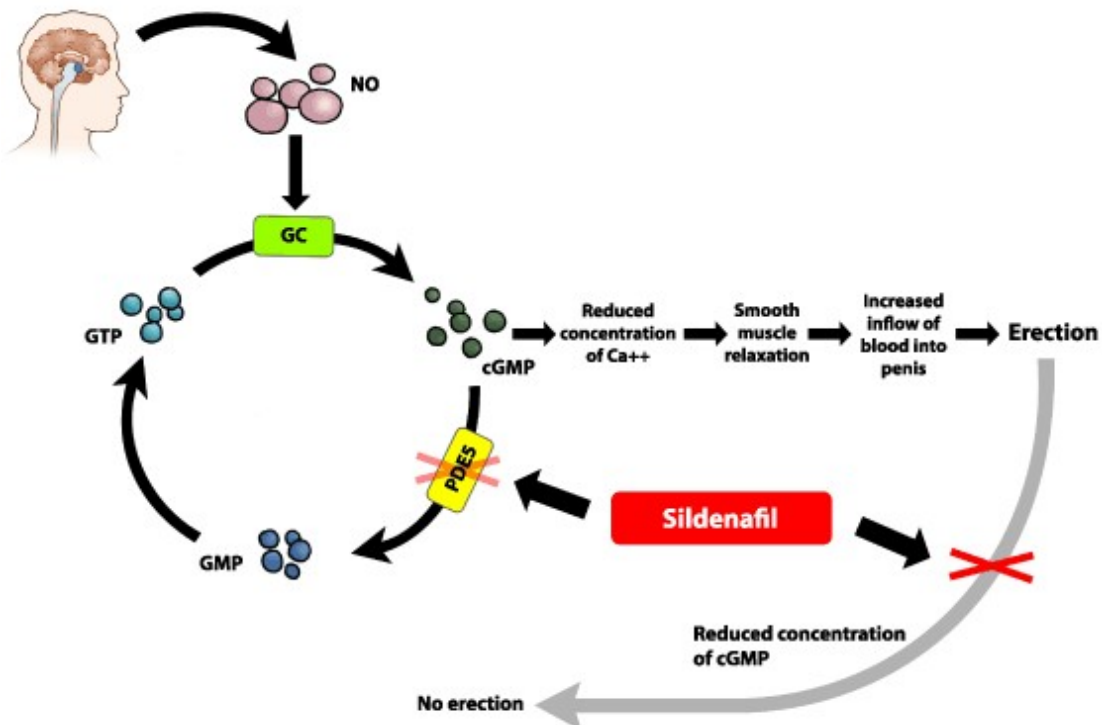 NO
GC
GTP
cGMP
Reduced
concentration
of Ca++
Smooth
muscle
relaxation
Increased
inflow of
blood into
penis
Erection
PDE5
Sildenafil
GMP
Reduced concentration
of cGMP
No erection